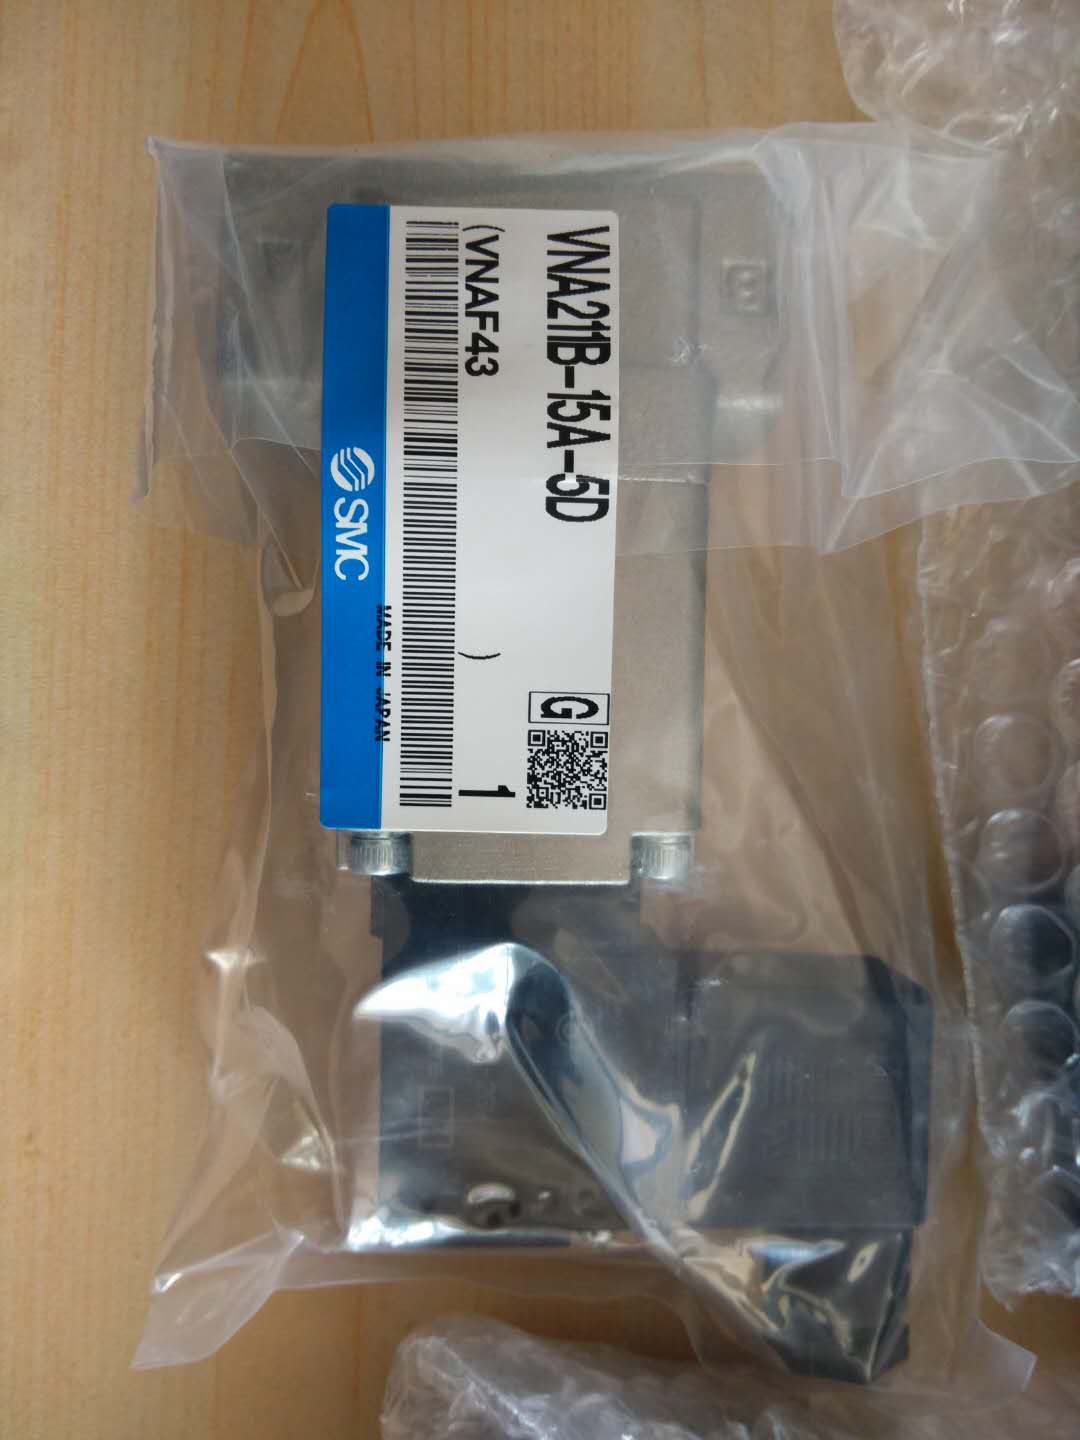 VNA211B-15A-5D
(VNAF43 )
G
1
MADE IN JAPAN
SMC